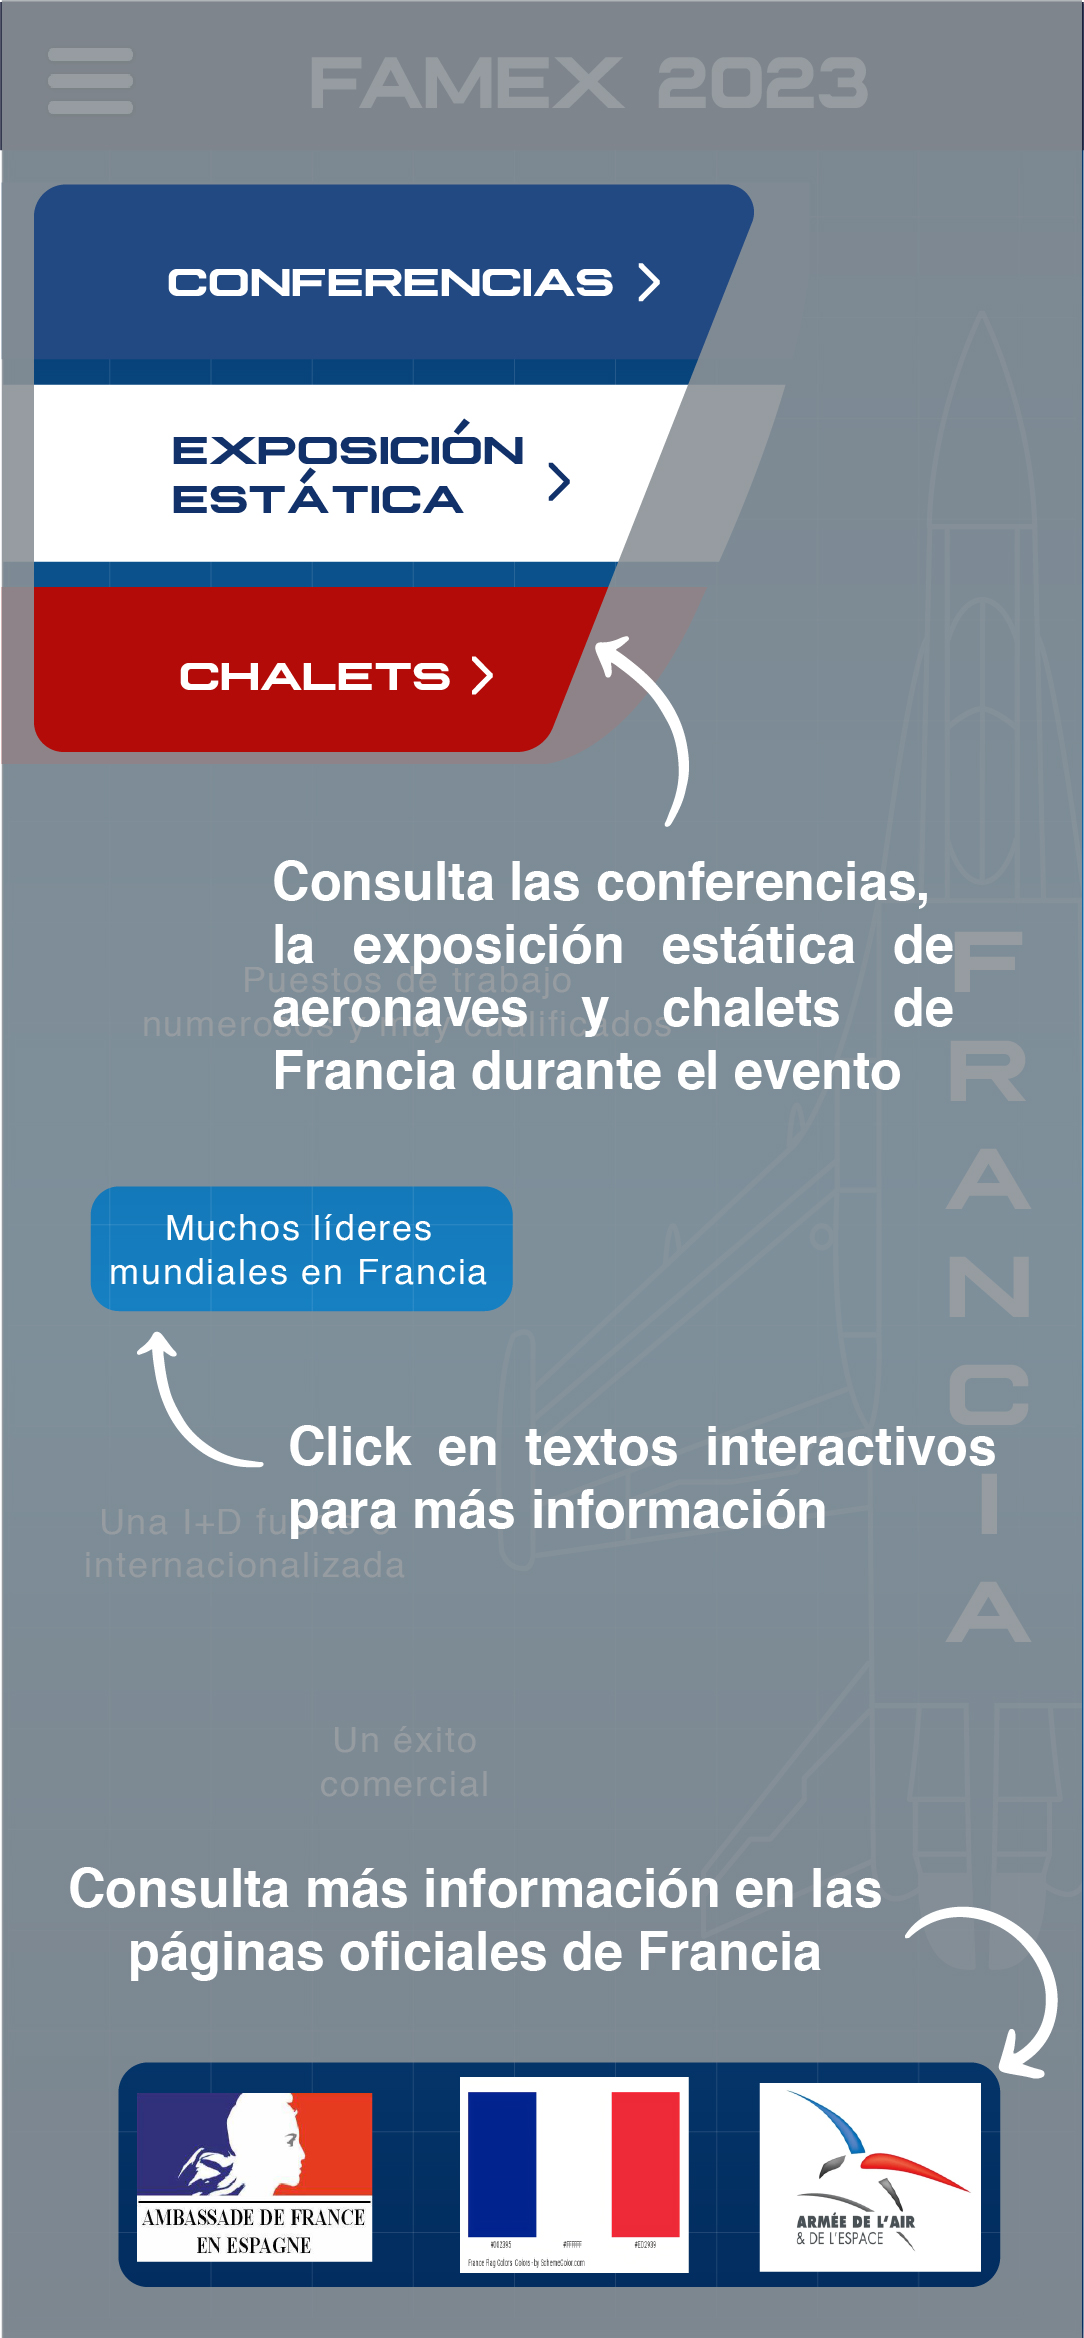 FAMEX 2023
CONFERENCIAS
EXPOSICIÓN
ESTÁTICA
CHALETS
Consulta las conferencias,
la exposición estática de
aeronaves y chalets de
Francia durante el evento
Puestos de trabajo
numerosos y muy cualificados
FRANCIA
Muchos líderes
mundiales en Francia
Click en textos interactivos
para más información
Una I+D fuerte e
internacionalizada
Un éxito
comercial
Consulta más información en las
páginas oficiales de Francia
AMBASSADE DE FRANCE
EN ESPAGNE
#002395 #FFFFFF #ED2939
France Flag Colors Colors - by SchemeColor.com
ARMÉE DE L'AIR
& DE L'ESPACE